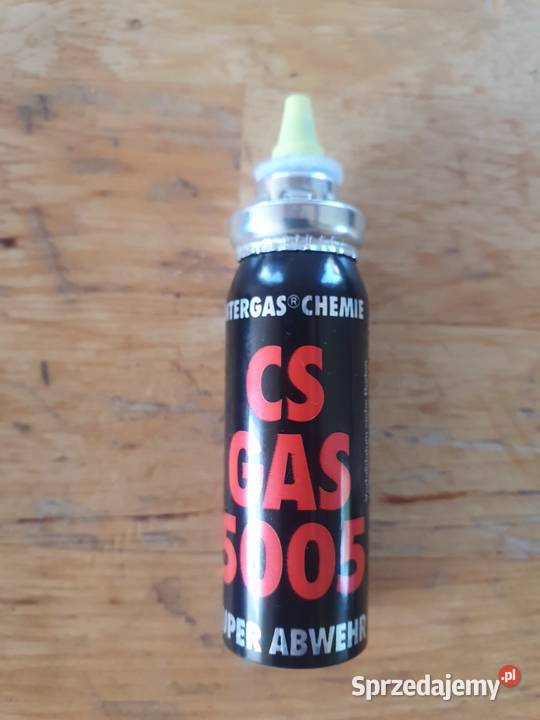 TERGAS® CHEMIE
CS
GAS
5005
UPER ABWEHR
Sprzedajemy.pl